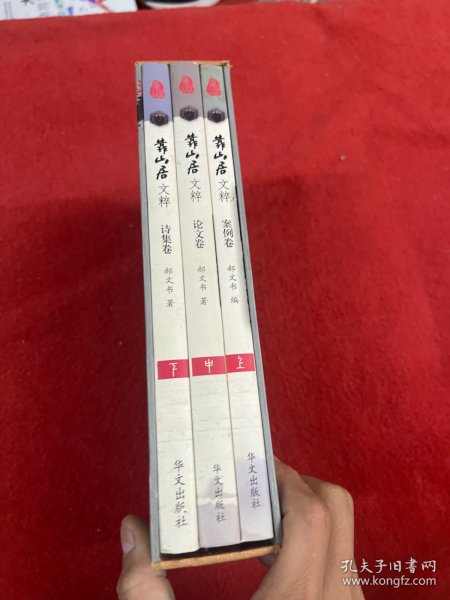 靠山居
文粹
诗集卷
郝文书 著
下
华文出版社
靠山居
文粹
论文卷
郝文书 著
中
华文出版社
靠山居
文粹
案例卷
郝文书 编
上
华文出版社
孔夫子旧书网
www.kongfz.com